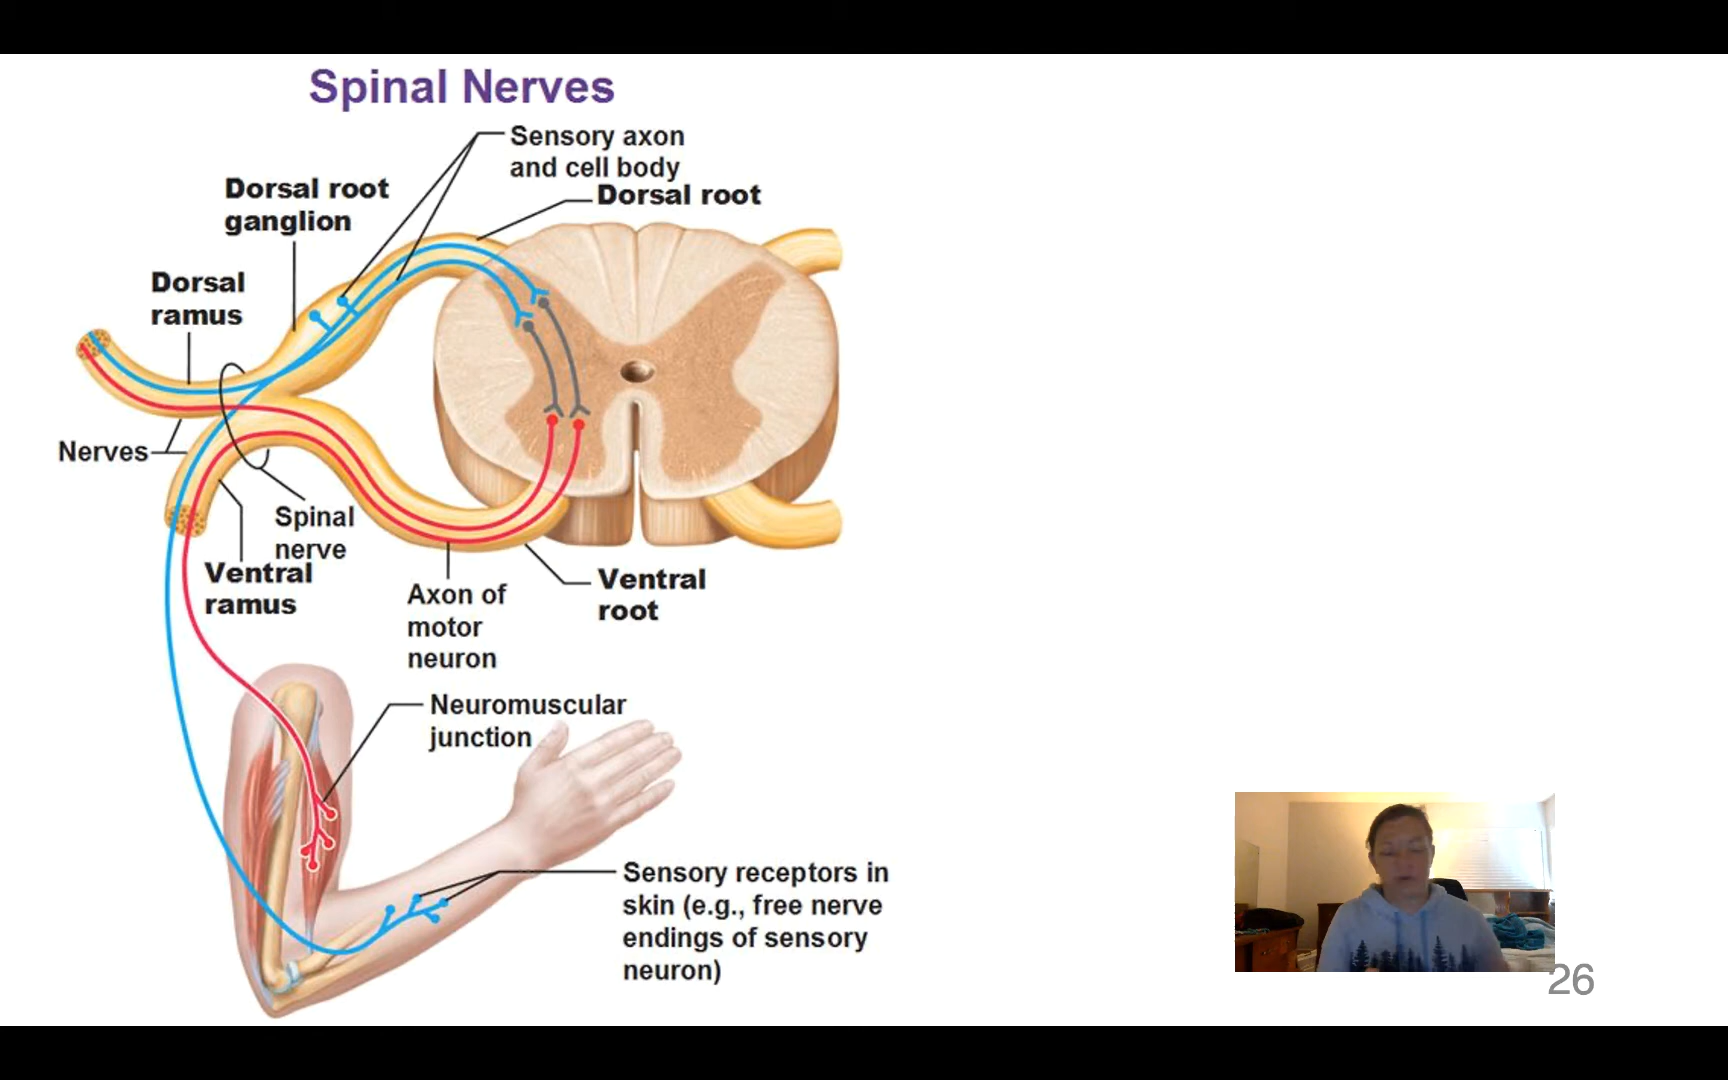 Spinal Nerves
Sensory axon
and cell body
Dorsal root
Dorsal root
ganglion
Dorsal
ramus
Nerves
Spinal
nerve
Ventral
ramus
Axon of
motor
neuron
Ventral
root
Neuromuscular
junction
Sensory receptors in
skin (e.g., free nerve
endings of sensory
neuron)
26